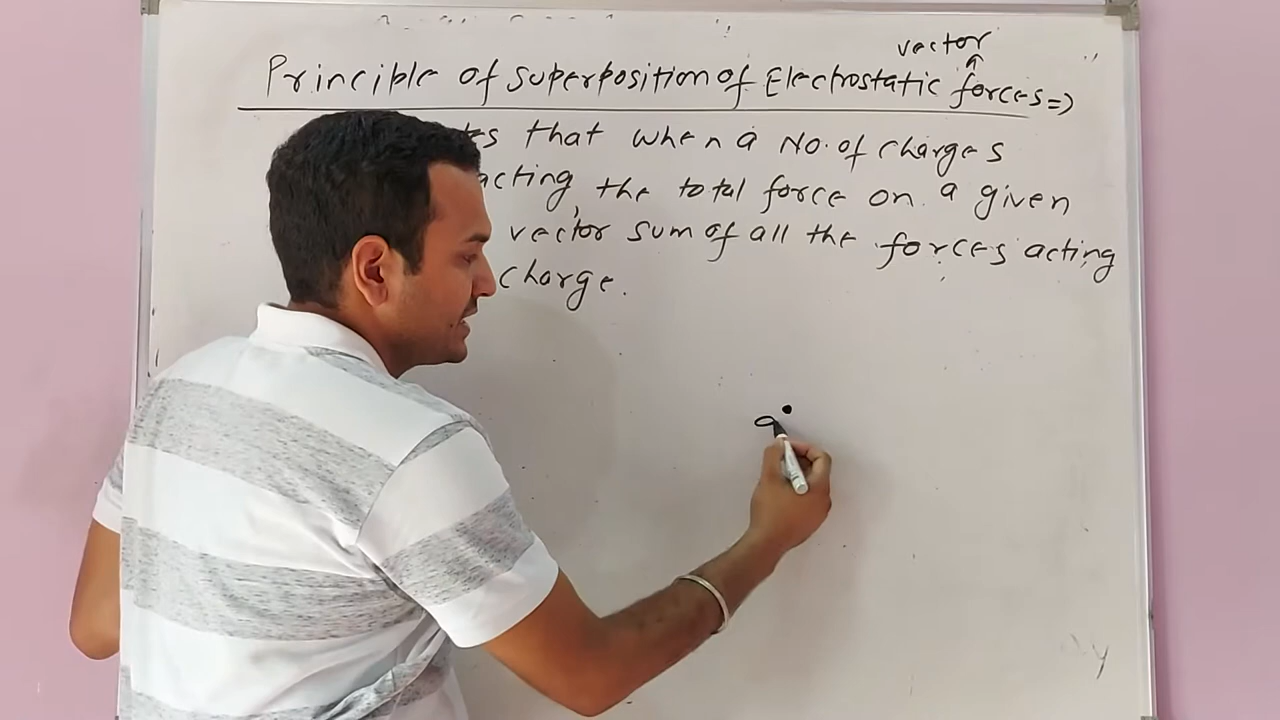 vector
Principle of Superposition of Electrostatic forces =>
that when a No. of charges
acting, the total force on a given
vector sum of all the forces acting
charge.